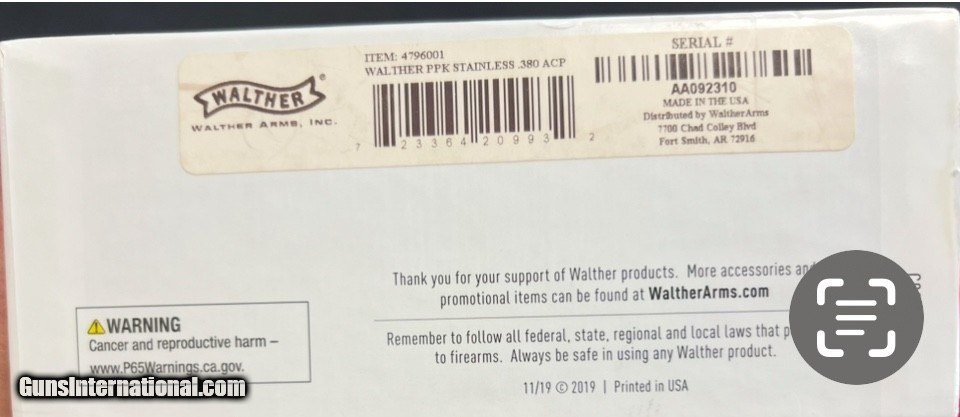 WALTHER®
WALTHER ARMS, INC.
ITEM: 4796001
WALTHER PPK STAINLESS .380 ACP
7 23364 20993 2
SERIAL #
AA092310
MADE IN THE USA
Distributed by WaltherArms
7700 Chad Colley Blvd
Fort Smith, AR 72916
Thank you for your support of Walther products. More accessories
promotional items can be found at WaltherArms.com
Remember to follow all federal, state, regional and local laws that
to firearms. Always be safe in using any Walther product.
11/19 © 2019 | Printed in USA
WARNING
Cancer and reproductive harm –
www.P65Warnings.ca.gov.
GunsInternational.com